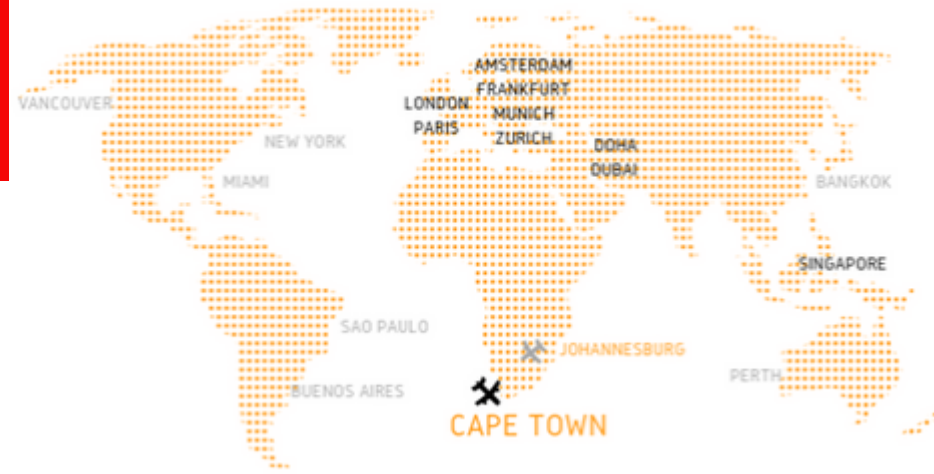 AMSTERDAM
FRANKFURT
MUNICH
ZURICH
LONDON
PARIS
VANCOUVER
NEW YORK
DOHA
DUBAI
MIAMI
BANGKOK
SINGAPORE
SAO PAULO
JOHANNESBURG
PERTH
BUENOS AIRES
CAPE TOWN